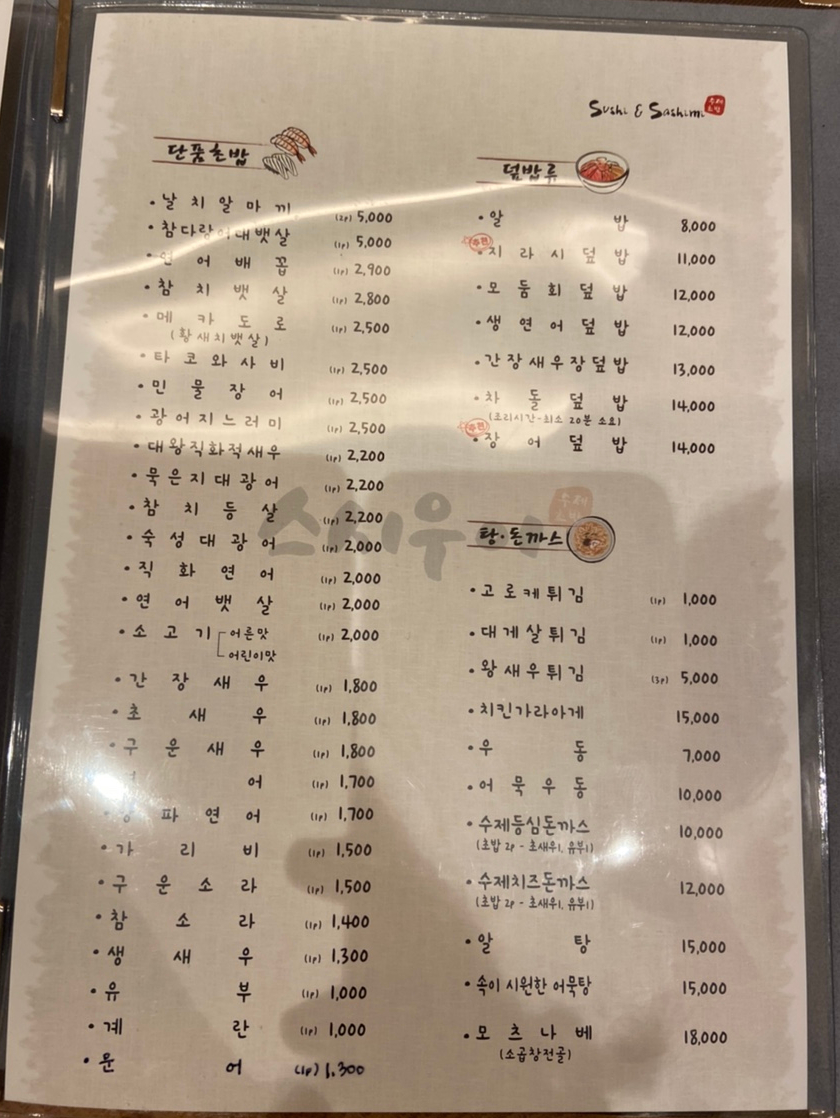 Sushi & Sashimi
단품초밥
• 날치알마끼 (2p) 5,000
• 참다랑어대뱃살 (1p) 5,000
연어배꼽 (1p) 2,900
• 참치뱃살 (1p) 2,800
• 메카도로 (1p) 2,500
(황새치뱃살)
• 타코와사비 (1p) 2,500
• 민물장어 (1p) 2,500
• 광어지느러미 (1p) 2,500
• 대왕직화적새우 (1p) 2,200
• 묵은지대광어 (1p) 2,200
• 참치등살 (1p) 2,200
• 숙성대광어 (1p) 2,000
• 직화연어 (1p) 2,000
• 연어뱃살 (1p) 2,000
• 소고기 어른맛 (1p) 2,000
어린이맛
• 간장새우 (1p) 1,800
• 초새우 (1p) 1,800
• 구운새우 (1p) 1,800
어 (1p) 1,700
파연어 (1p) 1,700
• 가리비 (1p) 1,500
• 구운소라 (1p) 1,500
• 참소라 (1p) 1,400
• 생새우 (1p) 1,300
• 유부 (1p) 1,000
• 계란 (1p) 1,000
• 문어 (1p) 1,300
덮밥류
• 알밥 8,000
추천
• 지라시덮밥 11,000
• 모둠회덮밥 12,000
• 생연어덮밥 12,000
• 간장새우장덮밥 13,000
• 차돌덮밥 14,000
(조리시간-최소 20분 소요)
추천
• 장어덮밥 14,000
탕·돈까스
• 고로케튀김 (1p) 1,000
• 대게살튀김 (1p) 1,000
• 왕새우튀김 (3p) 5,000
• 치킨가라아게 15,000
• 우동 7,000
• 어묵우동 10,000
• 수제등심돈까스 10,000
(초밥 2p - 초새우1, 유부1)
• 수제치즈돈까스 12,000
(초밥 2p - 초새우1, 유부1)
• 알탕 15,000
• 속이 시원한 어묵탕 15,000
• 모츠나베 18,000
(소곱창전골)